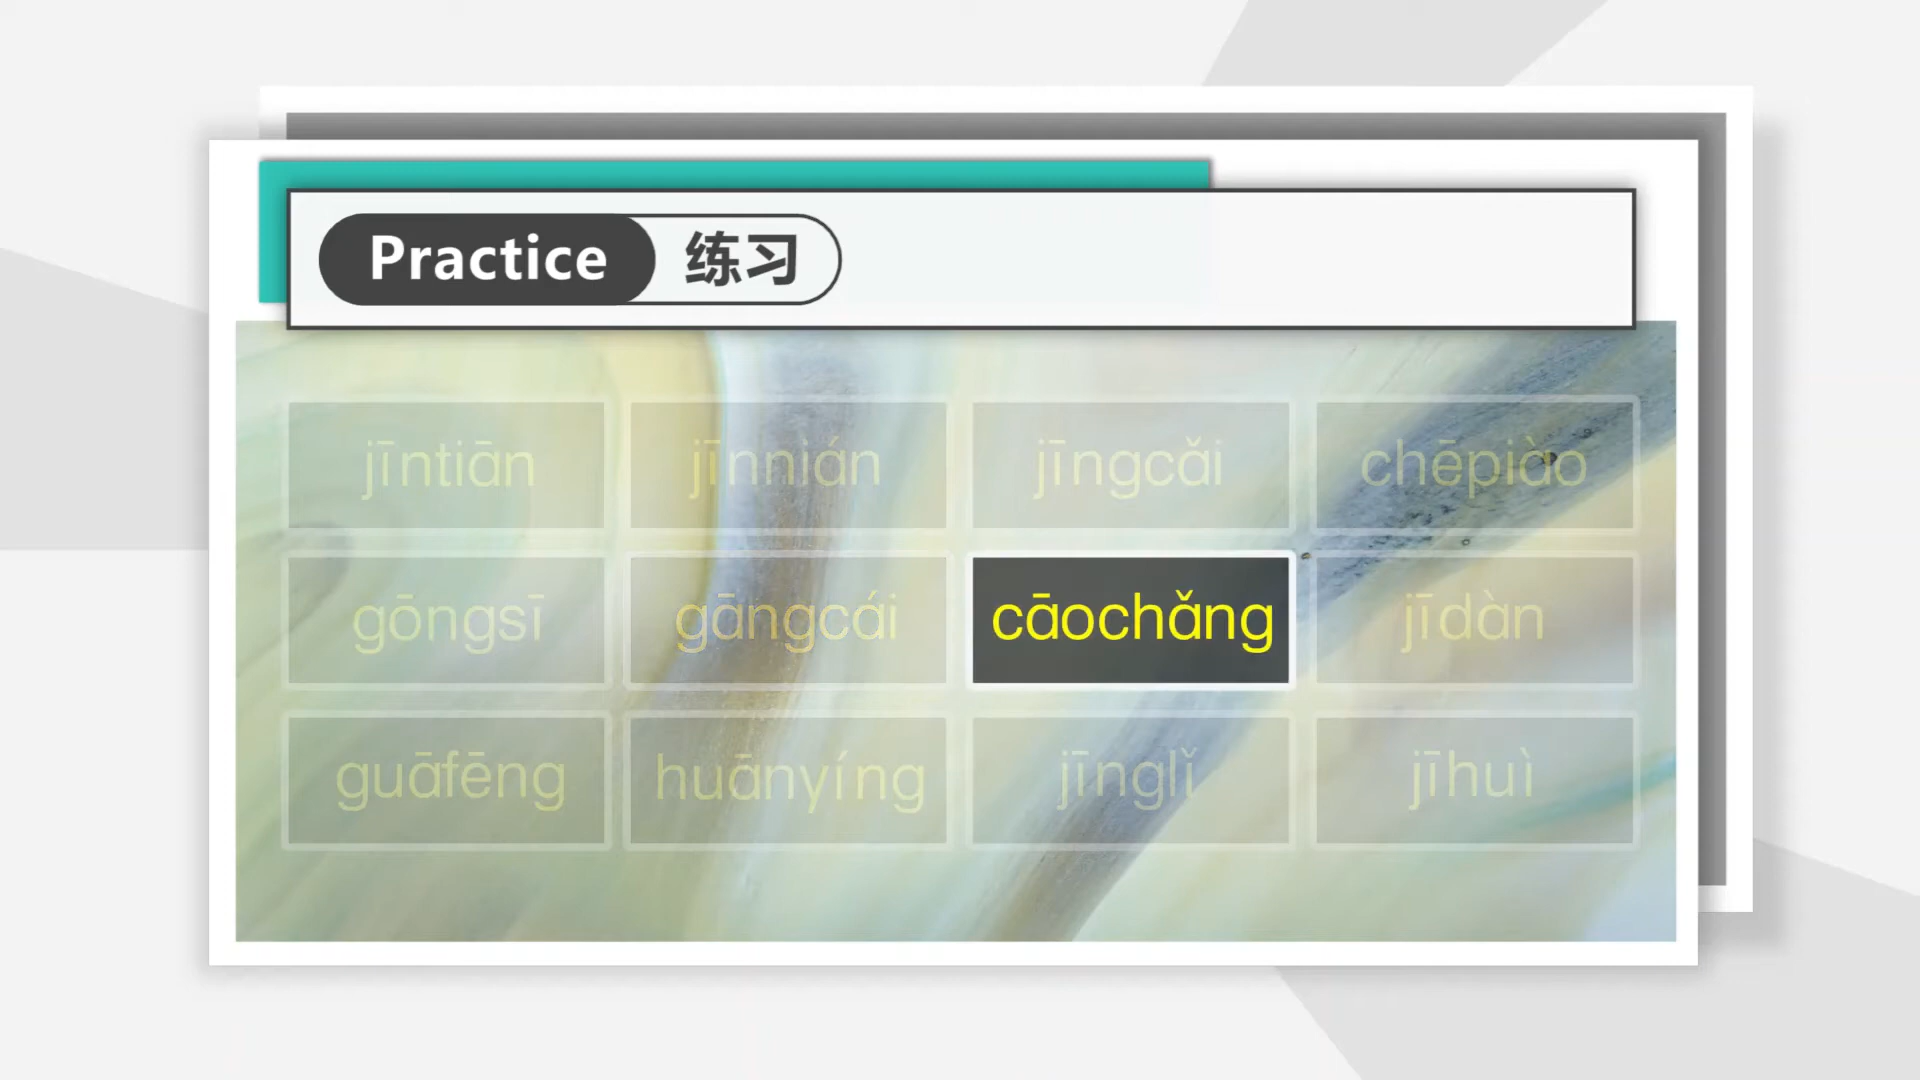 Practice 练习
jīntiān jīnnián jīngcǎi chēpiào
gōngsī gāngcái cāochǎng jīdàn
guāfēng huānyíng jīnglǐ jīhuì